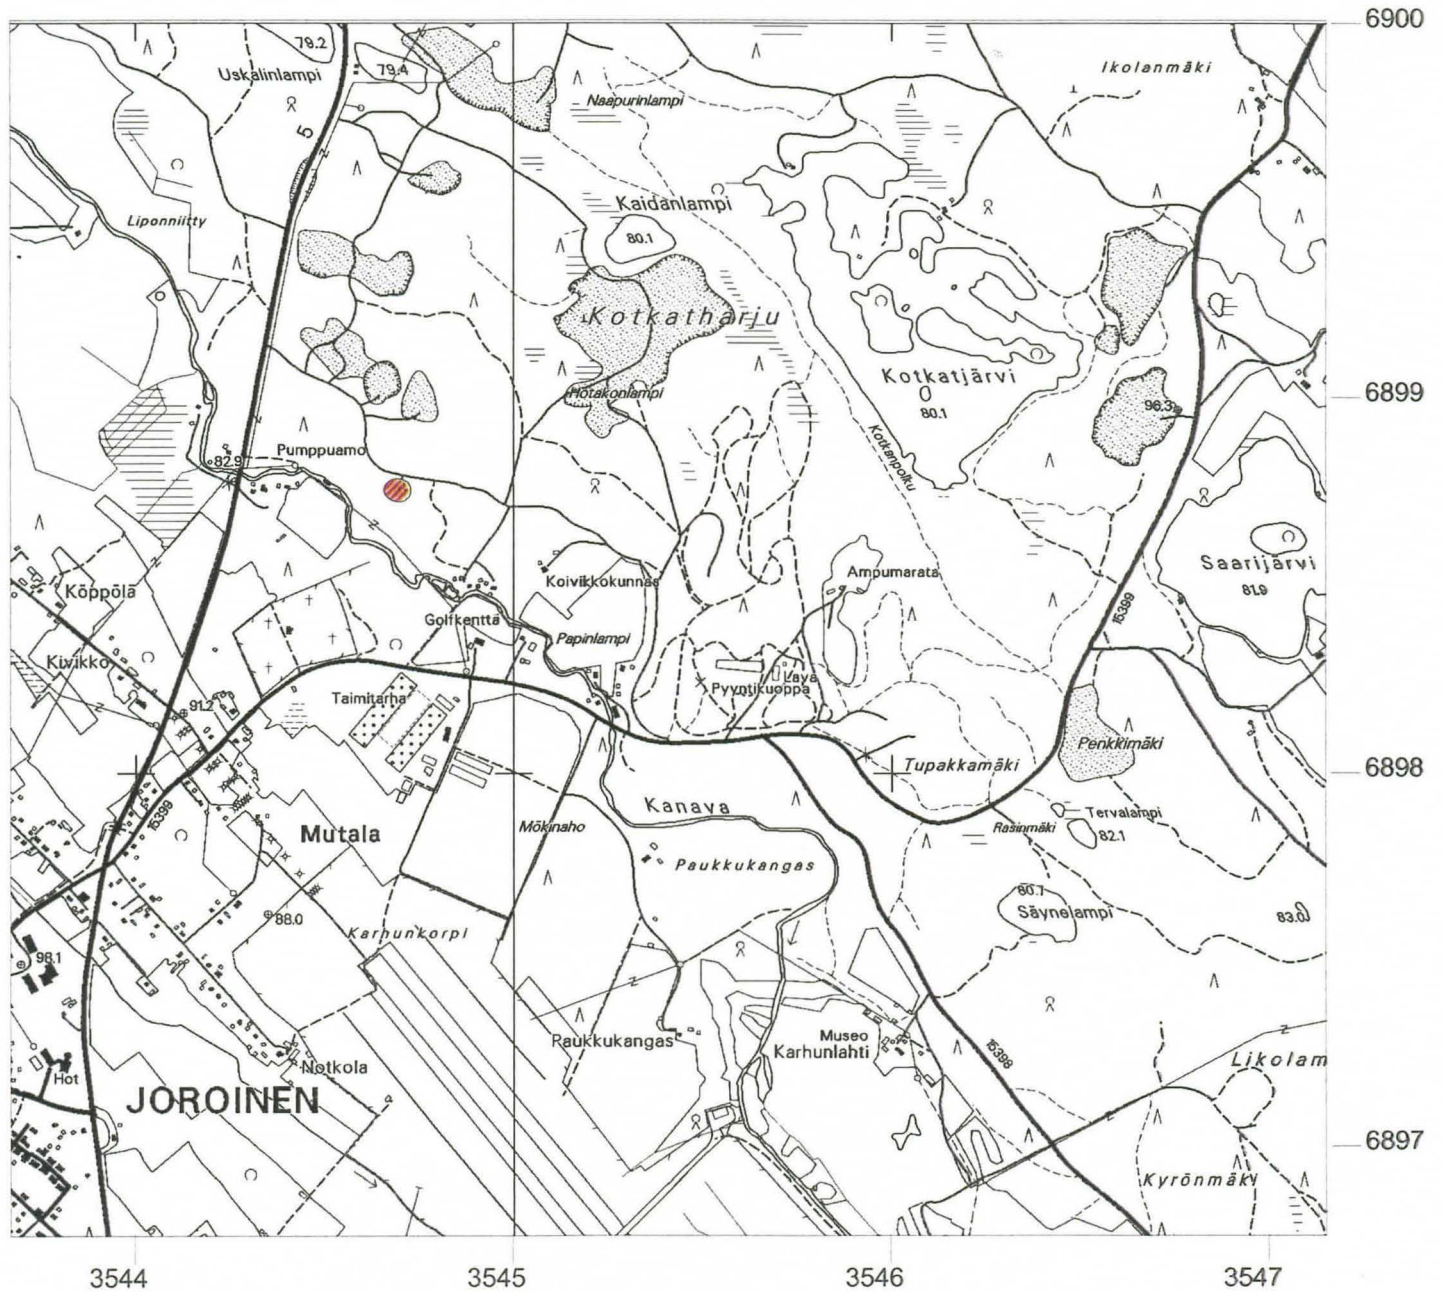 6900
79.2
Uskalinlampi
79.4
Ikolanmäki
Naapurinlampi
5
Kaidanlampi
Liponniitty
80.1
Kotkatharju
Kotkatjärvi
6899
Hötakonlampi
80.1
96.3
Kotkanpolku
Pumppuamo
82.9
Saarijärvi
81.9
Ampumarata
Koivikkokunnas
Köppölä
Golfkenttä
15399
Papinlampi
Kivikko
Lava
Pyyntikuoppa
Taimitarha
91.2
Penkkimäki
Tupakkamäki
6898
Kanava
Tervalampi
15399
Mutala
Mökinaho
Rasinmäki
82.1
Paukkukangas
80.7
Säynelampi
88.0
83.0
Karhunkorpi
98.1
Museo
Paukkukangas
Karhunlahti
15398
Likolam
Notkola
Hot
JOROINEN
6897
Kyrönmäki
3544
3545
3546
3547